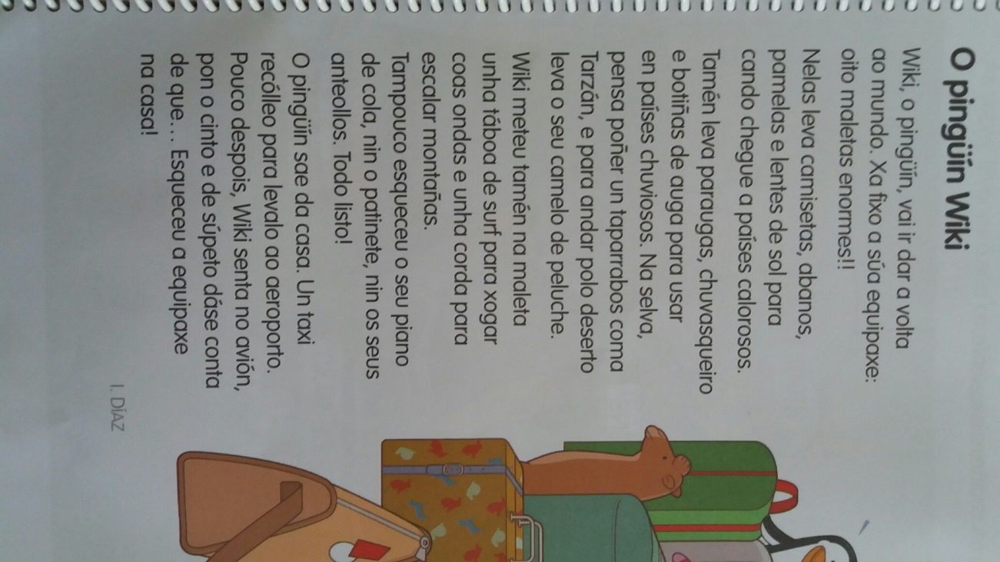 O pingüín Wiki
Wiki, o pingüín, vai ir dar a volta
ao mundo. Xa fixo a súa equipaxe:
oito maletas enormes!!
Nelas leva camisetas, abanos,
pamelas e lentes de sol para
cando chegue a países calorosos.
Tamén leva paraugas, chuvasqueiro
e botiñas de auga para usar
en países chuviosos. Na selva,
pensa poñer un taparrabos coma
Tarzán, e para andar polo deserto
leva o seu camelo de peluche.
Wiki meteu tamén na maleta
unha táboa de surf para xogar
coas ondas e unha corda para
escalar montañas.
Tampouco esqueceu o seu piano
de cola, nin o patinete, nin os seus
anteollos. Todo listo!
O pingüín sae da casa. Un taxi
recólleo para levalo ao aeroporto.
Pouco despois, Wiki senta no avión,
pon o cinto e de súpeto dáse conta
de que... Esqueceu a equipaxe
na casa!
I. DÍAZ